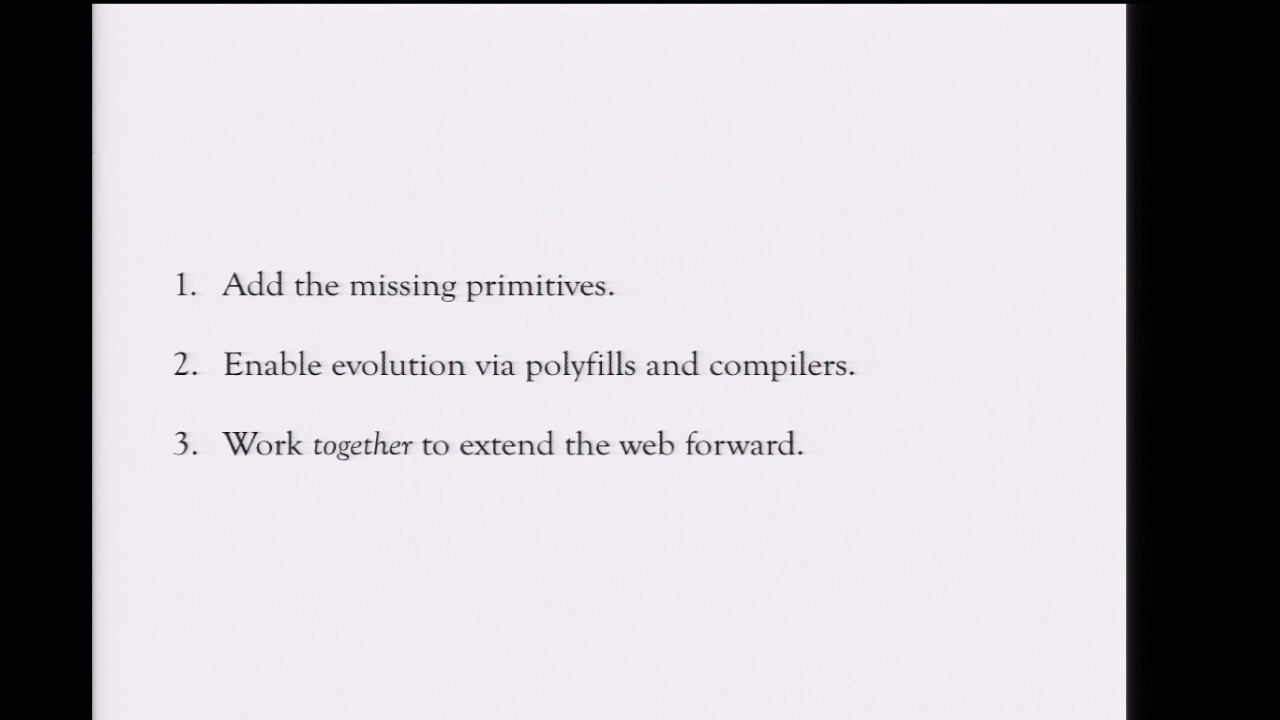 1. Add the missing primitives.
2. Enable evolution via polyfills and compilers.
3. Work together to extend the web forward.